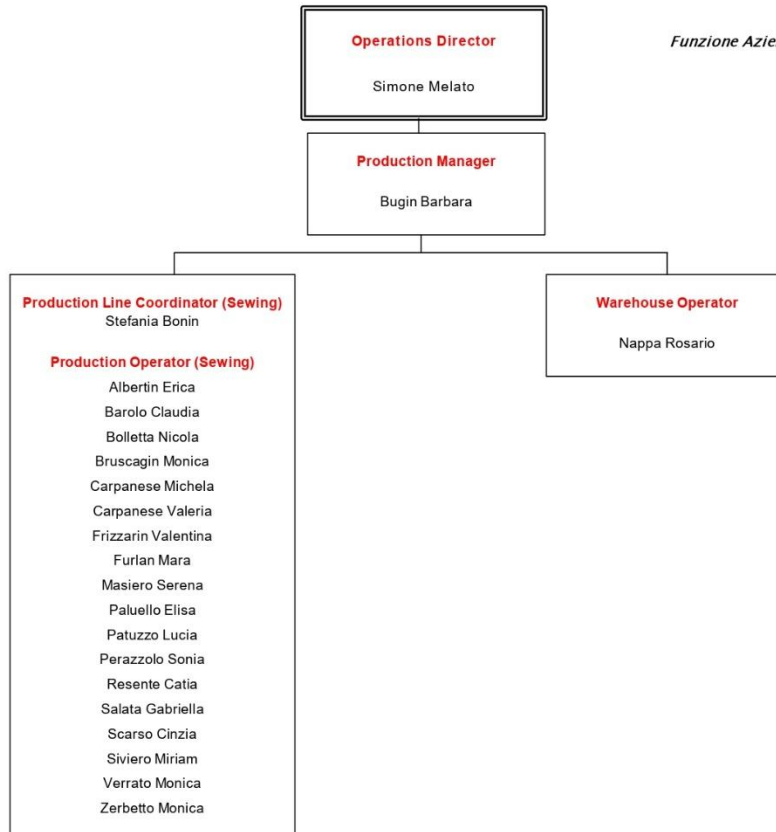 Operations Director
Funzione Azie
Simone Melato
Production Manager
Bugin Barbara
Production Line Coordinator (Sewing)
Stefania Bonin
Production Operator (Sewing)
Albertin Erica
Barolo Claudia
Bolletta Nicola
Bruscagin Monica
Carpanese Michela
Carpanese Valeria
Frizzarin Valentina
Furlan Mara
Masiero Serena
Paluello Elisa
Patuzzo Lucia
Perazzolo Sonia
Resente Catia
Salata Gabriella
Scarso Cinzia
Siviero Miriam
Verrato Monica
Zerbetto Monica
Warehouse Operator
Nappa Rosario